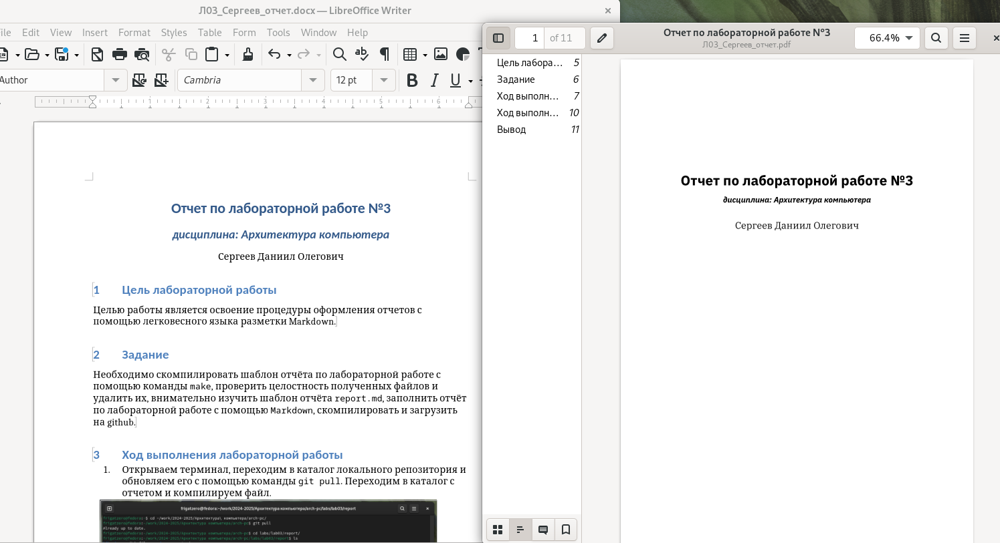 Л03_Сергеев_отчет.docx — LibreOffice Writer
File Edit View Insert Format Styles Table Form Tools Window Help
Author Cambria 12 pt B I U
1 2 3 4 5 6
Отчет по лабораторной работе №3
дисциплина: Архитектура компьютера
Сергеев Даниил Олегович
1 Цель лабораторной работы
Целью работы является освоение процедуры оформления отчетов с
помощью легковесного языка разметки Markdown.
2 Задание
Необходимо скомпилировать шаблон отчёта по лабораторной работе с
помощью команды make, проверить целостность полученных файлов и
удалить их, внимательно изучить шаблон отчёта report.md, заполнить отчёт
по лабораторной работе с помощью Markdown, скомпилировать и загрузить
на github.
3 Ход выполнения лабораторной работы
1. Открываем терминал, переходим в каталог локального репозитория и
обновляем его с помощью команды git pull. Переходим в каталог с
отчетом и компилируем файл.
frigatzero@fedora:~/work/2024-2025/Архитектура компьютера/arch-pc/labs/lab03/report
frigatzero@fedora:~$ cd ~/work/2024-2025/Архитектура\ компьютера/arch-pc/
frigatzero@fedora:~/work/2024-2025/Архитектура компьютера/arch-pc$ git pull
Already up to date.
frigatzero@fedora:~/work/2024-2025/Архитектура компьютера/arch-pc$ cd labs/lab03/report/
frigatzero@fedora:~/work/2024-2025/Архитектура компьютера/arch-pc/labs/lab03/report$ ls
1 of 11
Отчет по лабораторной работе №3
Л03_Сергеев_отчет.pdf
66.4%
Цель лабора… 5
Задание 6
Ход выполн… 7
Ход выполн… 10
Вывод 11
Отчет по лабораторной работе №3
дисциплина: Архитектура компьютера
Сергеев Даниил Олегович